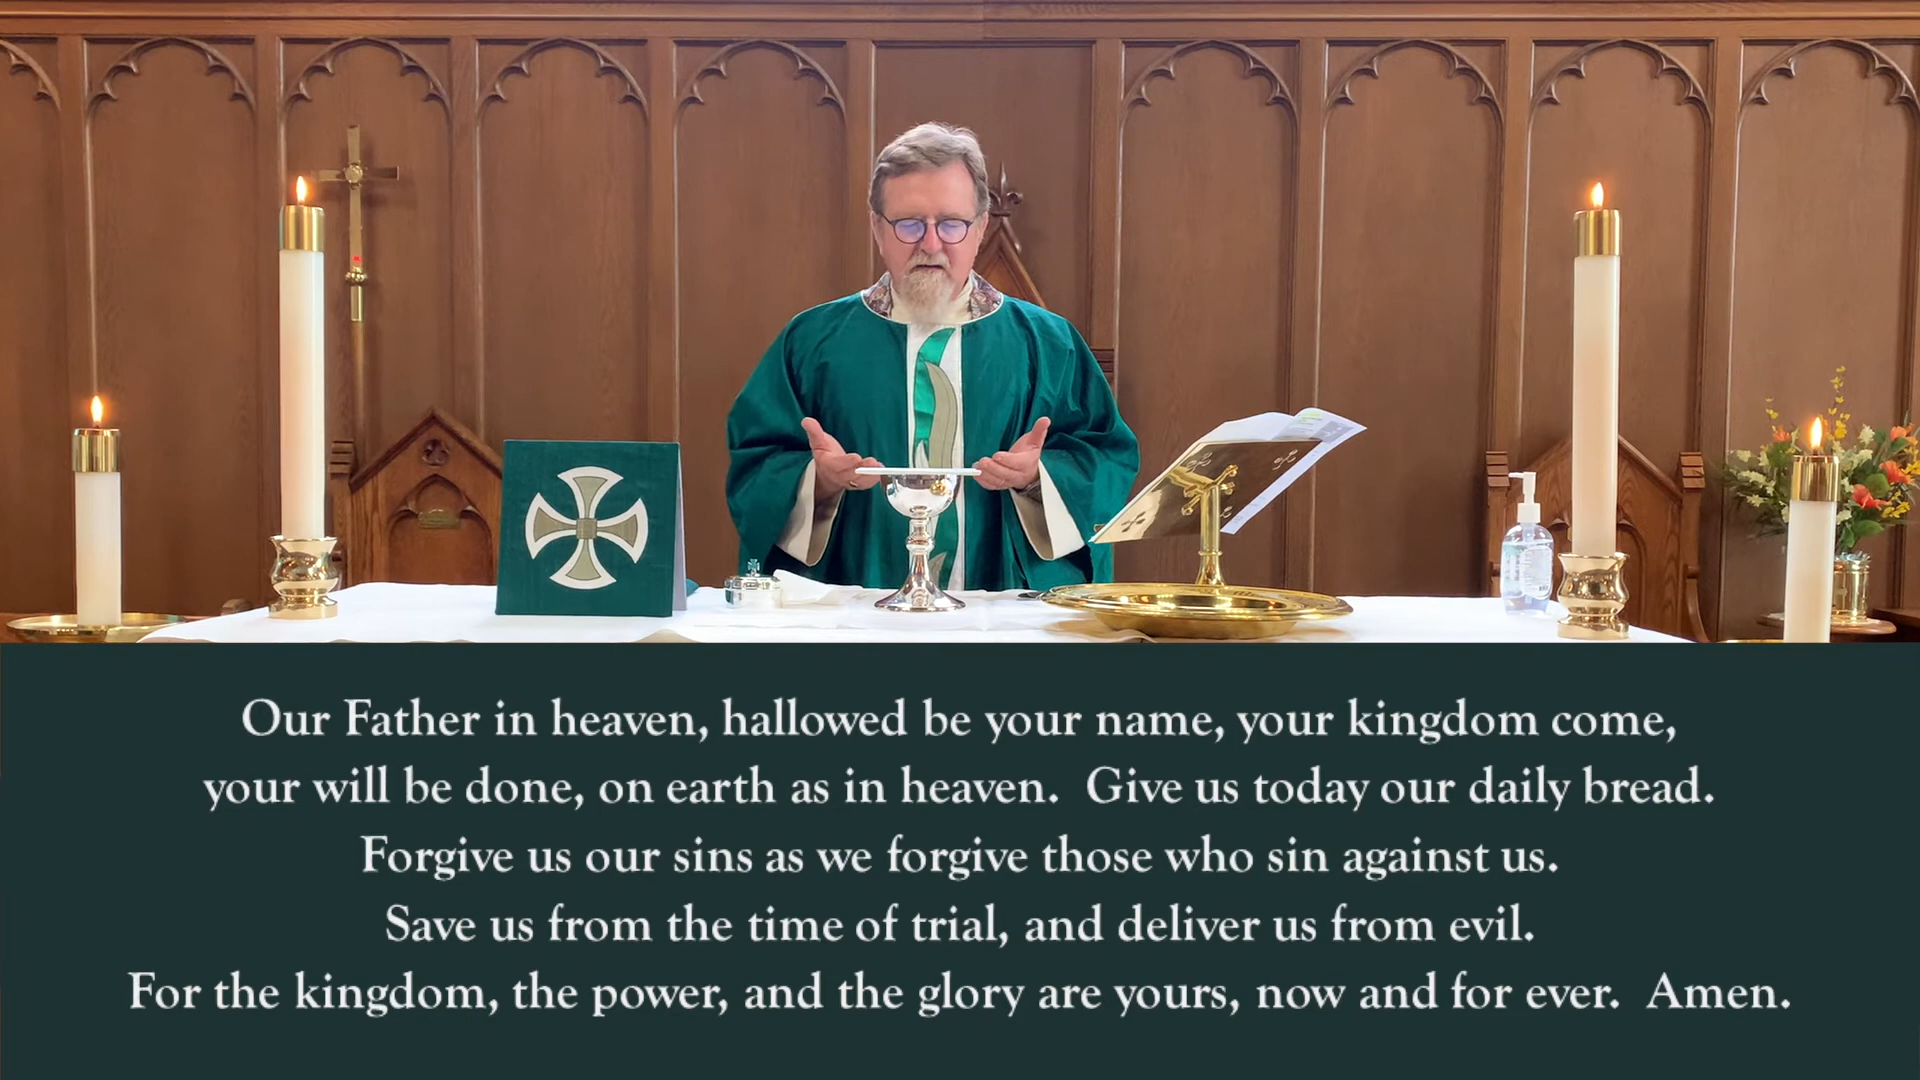 Our Father in heaven, hallowed be your name, your kingdom come,
your will be done, on earth as in heaven.  Give us today our daily bread.
Forgive us our sins as we forgive those who sin against us.
Save us from the time of trial, and deliver us from evil.
For the kingdom, the power, and the glory are yours, now and for ever.  Amen.